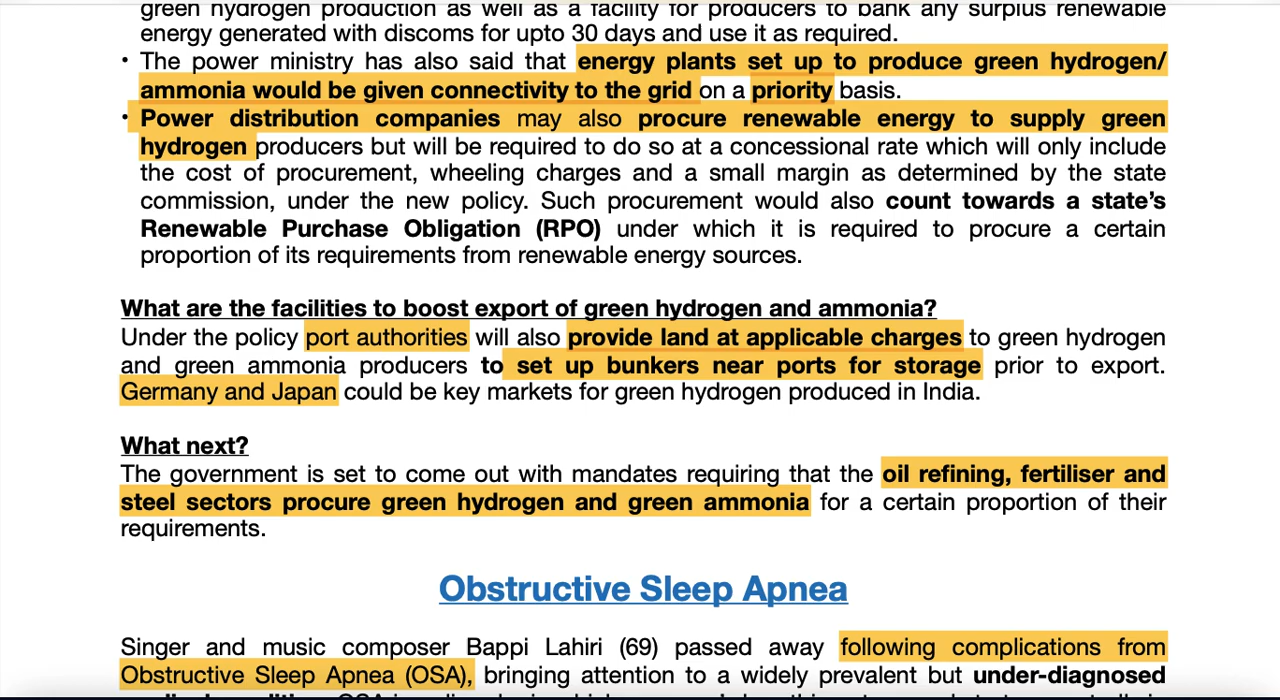 green hydrogen production as well as a facility for producers to bank any surplus renewable
energy generated with discoms for upto 30 days and use it as required.
• The power ministry has also said that energy plants set up to produce green hydrogen/
ammonia would be given connectivity to the grid on a priority basis.
• Power distribution companies may also procure renewable energy to supply green
hydrogen producers but will be required to do so at a concessional rate which will only include
the cost of procurement, wheeling charges and a small margin as determined by the state
commission, under the new policy. Such procurement would also count towards a state’s
Renewable Purchase Obligation (RPO) under which it is required to procure a certain
proportion of its requirements from renewable energy sources.
What are the facilities to boost export of green hydrogen and ammonia?
Under the policy port authorities will also provide land at applicable charges to green hydrogen
and green ammonia producers to set up bunkers near ports for storage prior to export.
Germany and Japan could be key markets for green hydrogen produced in India.
What next?
The government is set to come out with mandates requiring that the oil refining, fertiliser and
steel sectors procure green hydrogen and green ammonia for a certain proportion of their
requirements.
Obstructive Sleep Apnea
Singer and music composer Bappi Lahiri (69) passed away following complications from
Obstructive Sleep Apnea (OSA), bringing attention to a widely prevalent but under-diagnosed